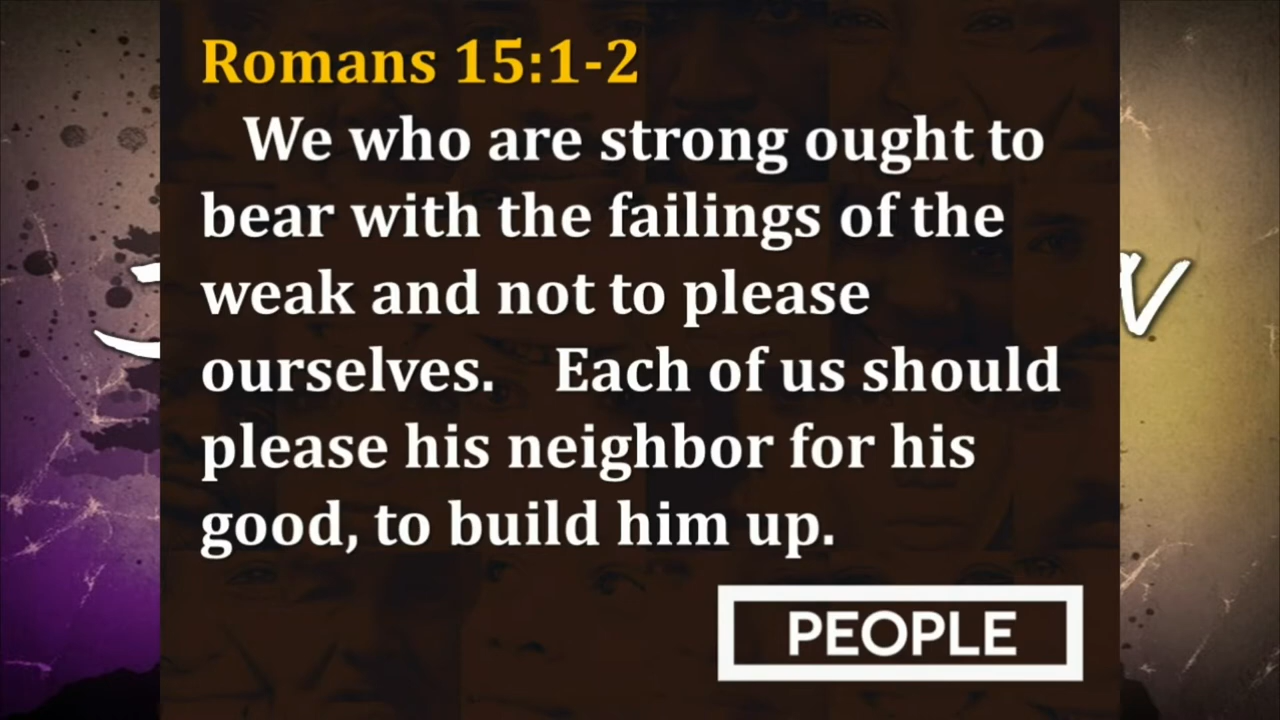 Romans 15:1-2
We who are strong ought to
bear with the failings of the
weak and not to please
ourselves. Each of us should
please his neighbor for his
good, to build him up.
PEOPLE